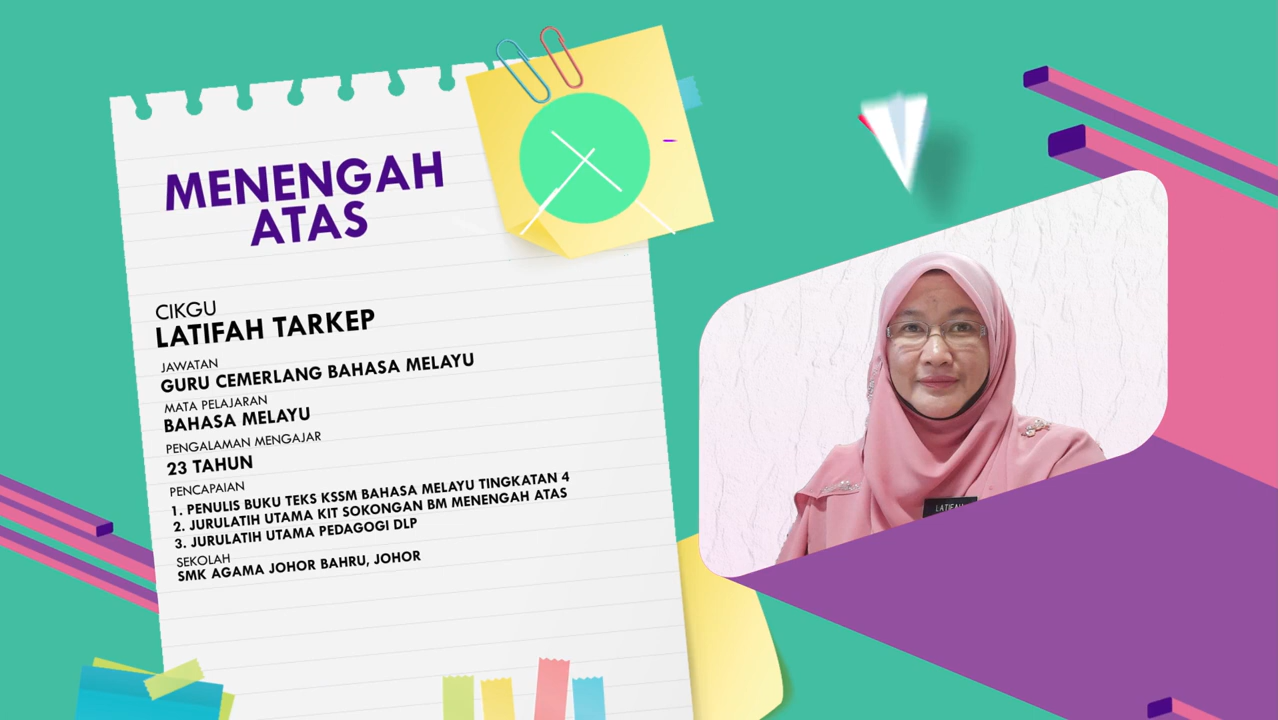 MENENGAH
ATAS
CIKGU
LATIFAH TARKEP
JAWATAN
GURU CEMERLANG BAHASA MELAYU
MATA PELAJARAN
BAHASA MELAYU
PENGALAMAN MENGAJAR
23 TAHUN
PENCAPAIAN
1. PENULIS BUKU TEKS KSSM BAHASA MELAYU TINGKATAN 4
2. JURULATIH UTAMA KIT SOKONGAN BM MENENGAH ATAS
3. JURULATIH UTAMA PEDAGOGI DLP
SEKOLAH
SMK AGAMA JOHOR BAHRU, JOHOR
LATIFAH